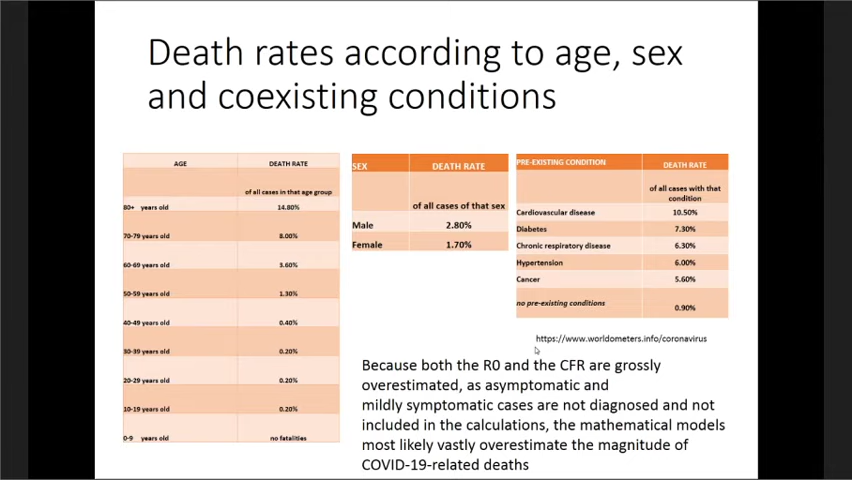 Death rates according to age, sex
and coexisting conditions
AGE DEATH RATE
of all cases in that age group
80+ years old 14.80%
70-79 years old 8.00%
60-69 years old 3.60%
50-59 years old 1.30%
40-49 years old 0.40%
30-39 years old 0.20%
20-29 years old 0.20%
10-19 years old 0.20%
0-9 years old no fatalities
SEX DEATH RATE
of all cases of that sex
Male 2.80%
Female 1.70%
PRE-EXISTING CONDITION DEATH RATE
of all cases with that
condition
Cardiovascular disease 10.50%
Diabetes 7.30%
Chronic respiratory disease 6.30%
Hypertension 6.00%
Cancer 5.60%
no pre-existing conditions 0.90%
https://www.worldometers.info/coronavirus
Because both the R0 and the CFR are grossly
overestimated, as asymptomatic and
mildly symptomatic cases are not diagnosed and not
included in the calculations, the mathematical models
most likely vastly overestimate the magnitude of
COVID-19-related deaths